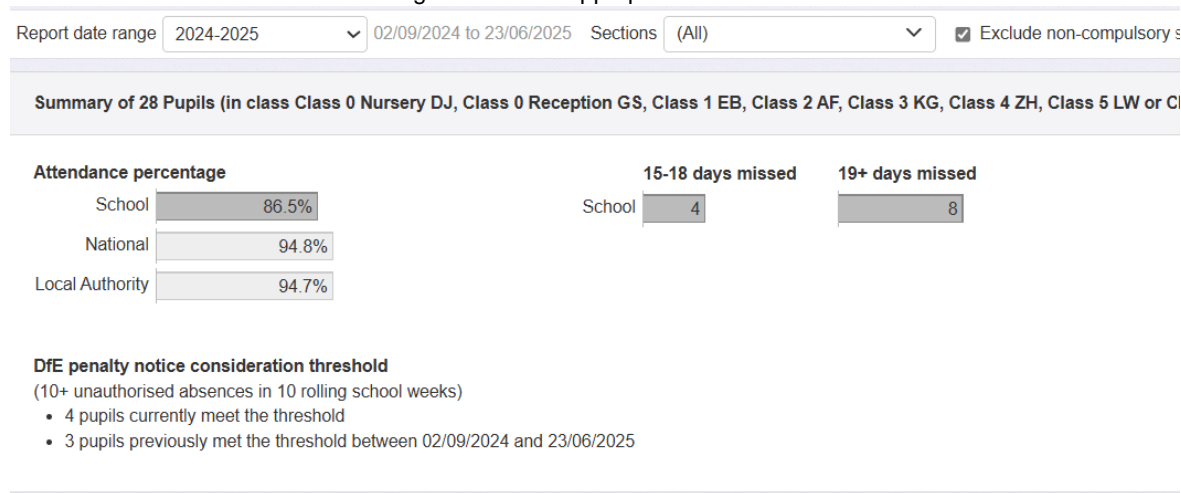 Report date range 2024-2025 02/09/2024 to 23/06/2025 Sections (All) Exclude non-compulsory s
Summary of 28 Pupils (in class Class 0 Nursery DJ, Class 0 Reception GS, Class 1 EB, Class 2 AF, Class 3 KG, Class 4 ZH, Class 5 LW or Cl
Attendance percentage 15-18 days missed 19+ days missed
School 86.5% School 4 8
National 94.8%
Local Authority 94.7%
DfE penalty notice consideration threshold
(10+ unauthorised absences in 10 rolling school weeks)
• 4 pupils currently meet the threshold
• 3 pupils previously met the threshold between 02/09/2024 and 23/06/2025